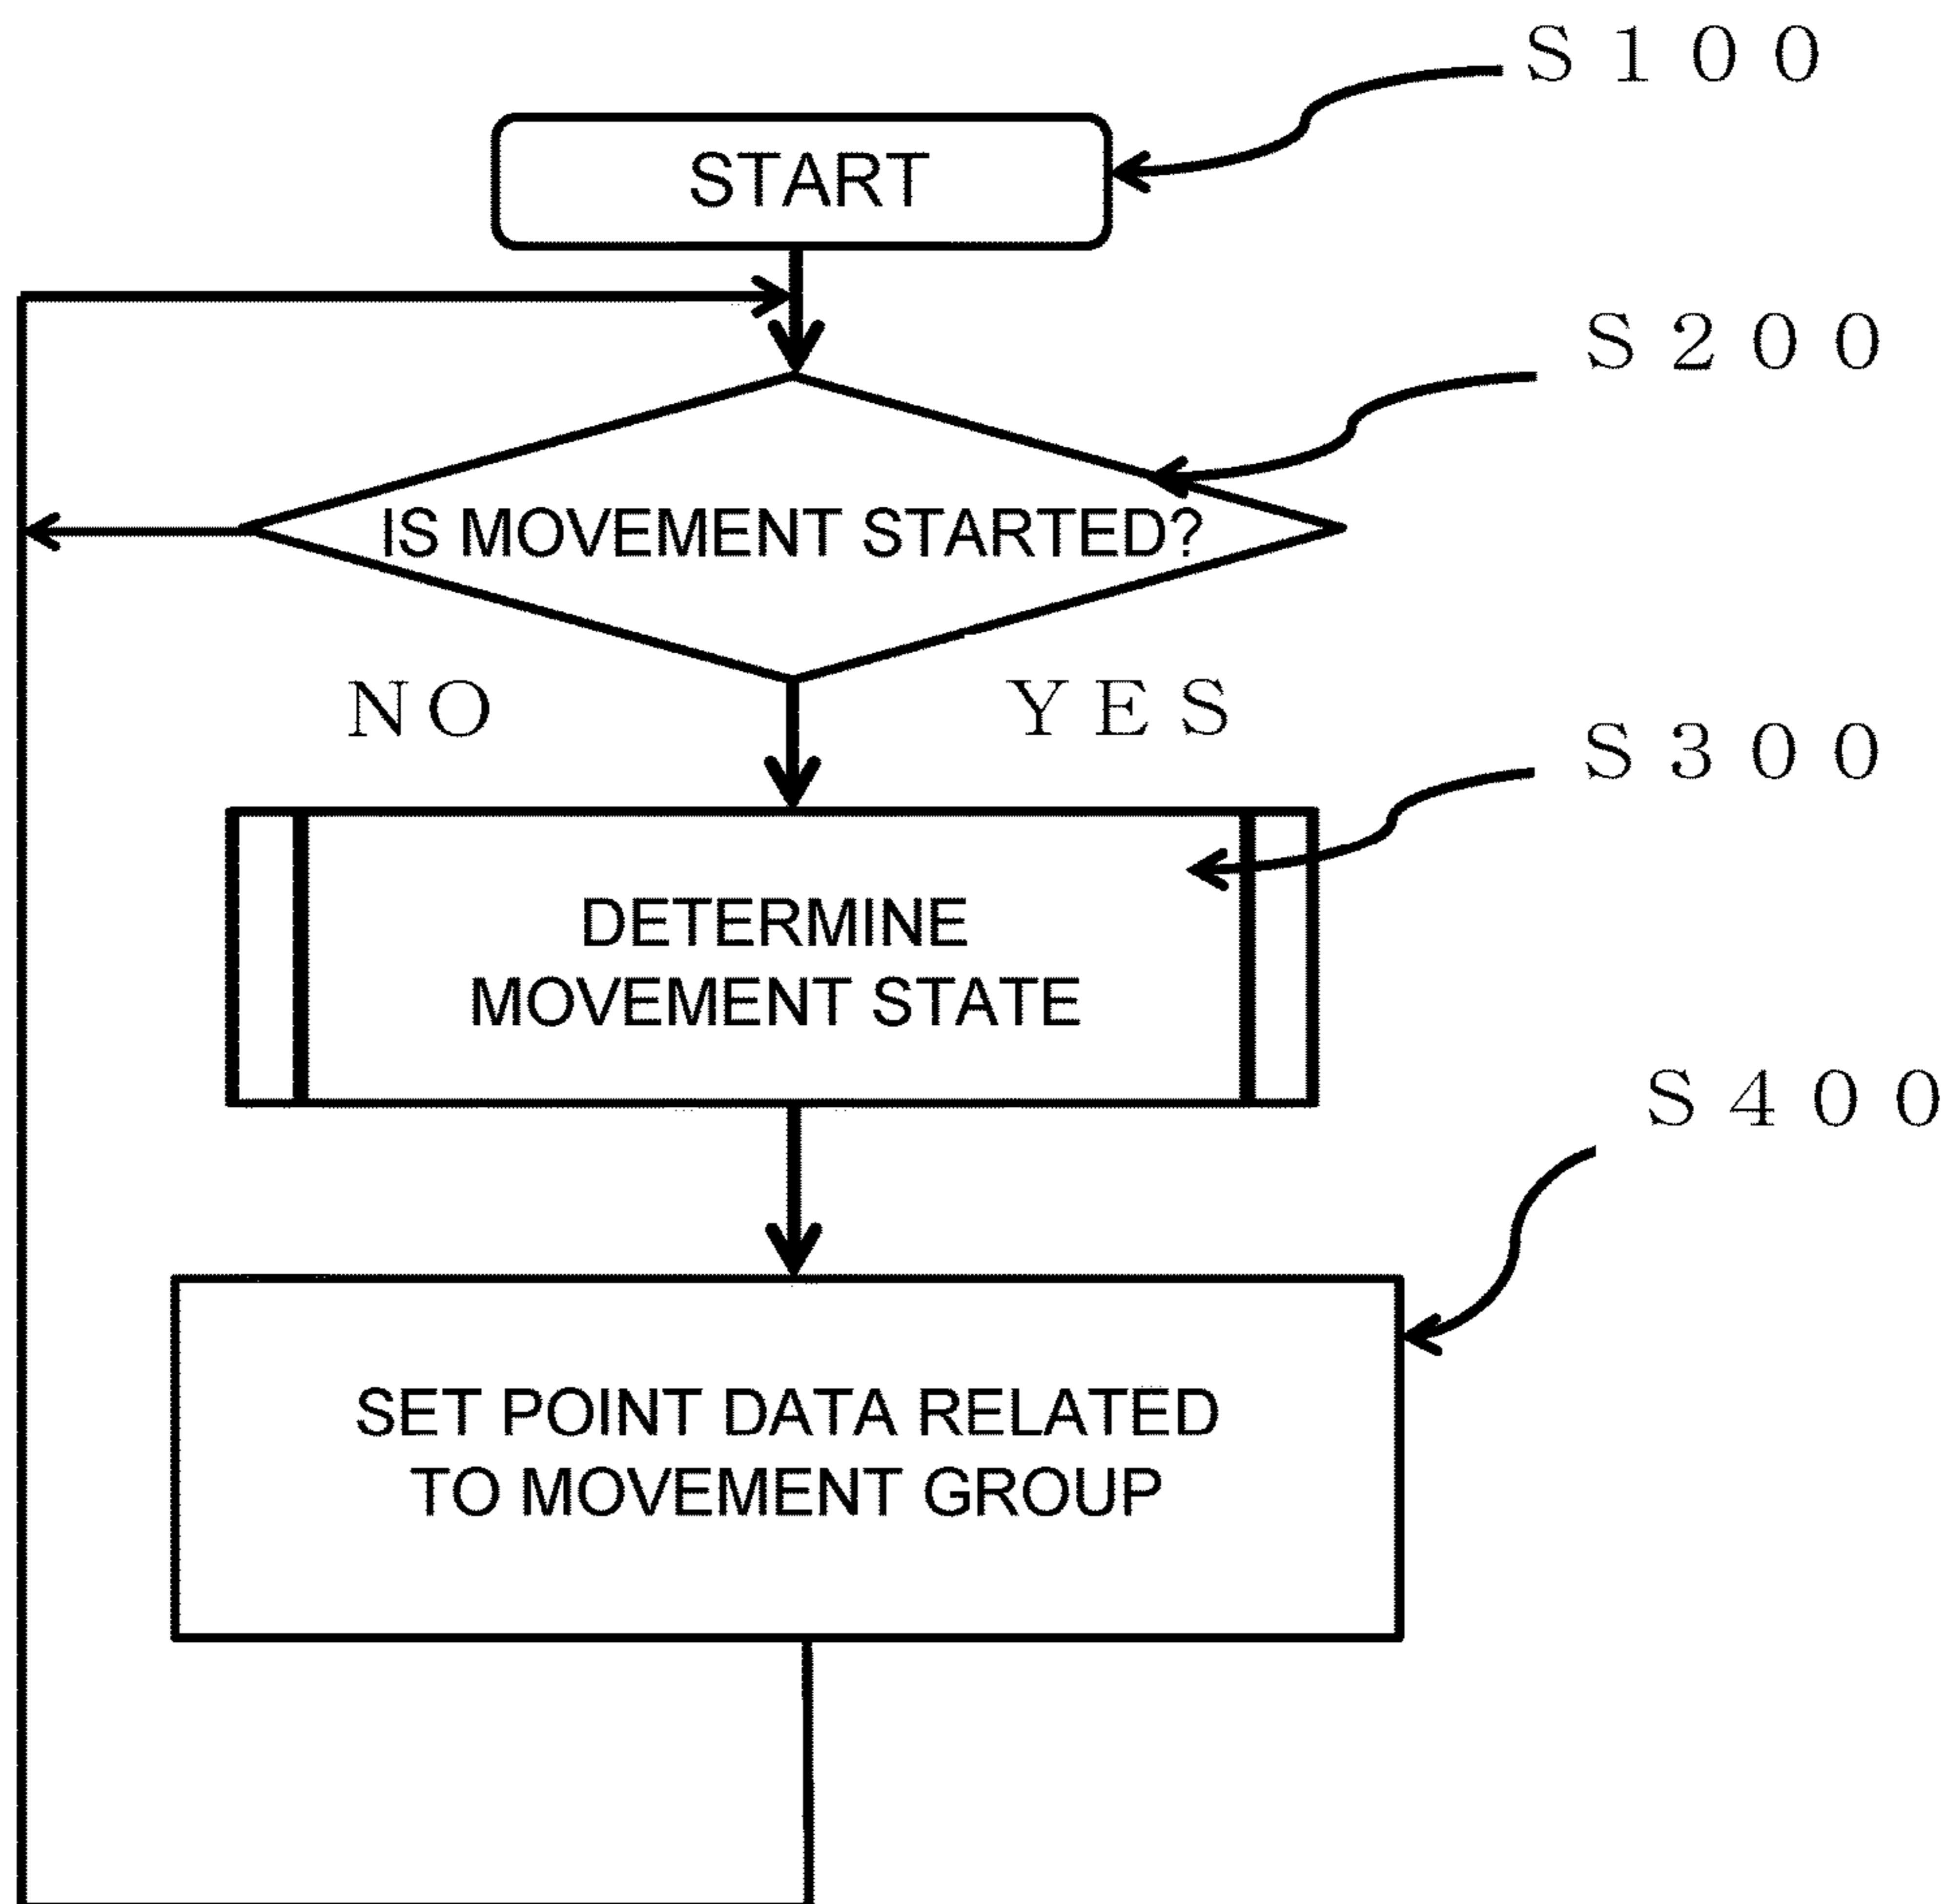 S100
START
S200
IS MOVEMENT STARTED?
NO
YES
S300
DETERMINE
MOVEMENT STATE
S400
SET POINT DATA RELATED
TO MOVEMENT GROUP